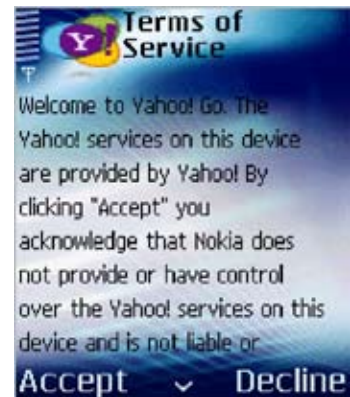 Y!
Terms of
Service
Welcome to Yahoo! Go. The
Yahoo! services on this device
are provided by Yahoo! By
clicking "Accept" you
acknowledge that Nokia does
not provide or have control
over the Yahoo! services on this
device and is not liable or
Accept Decline